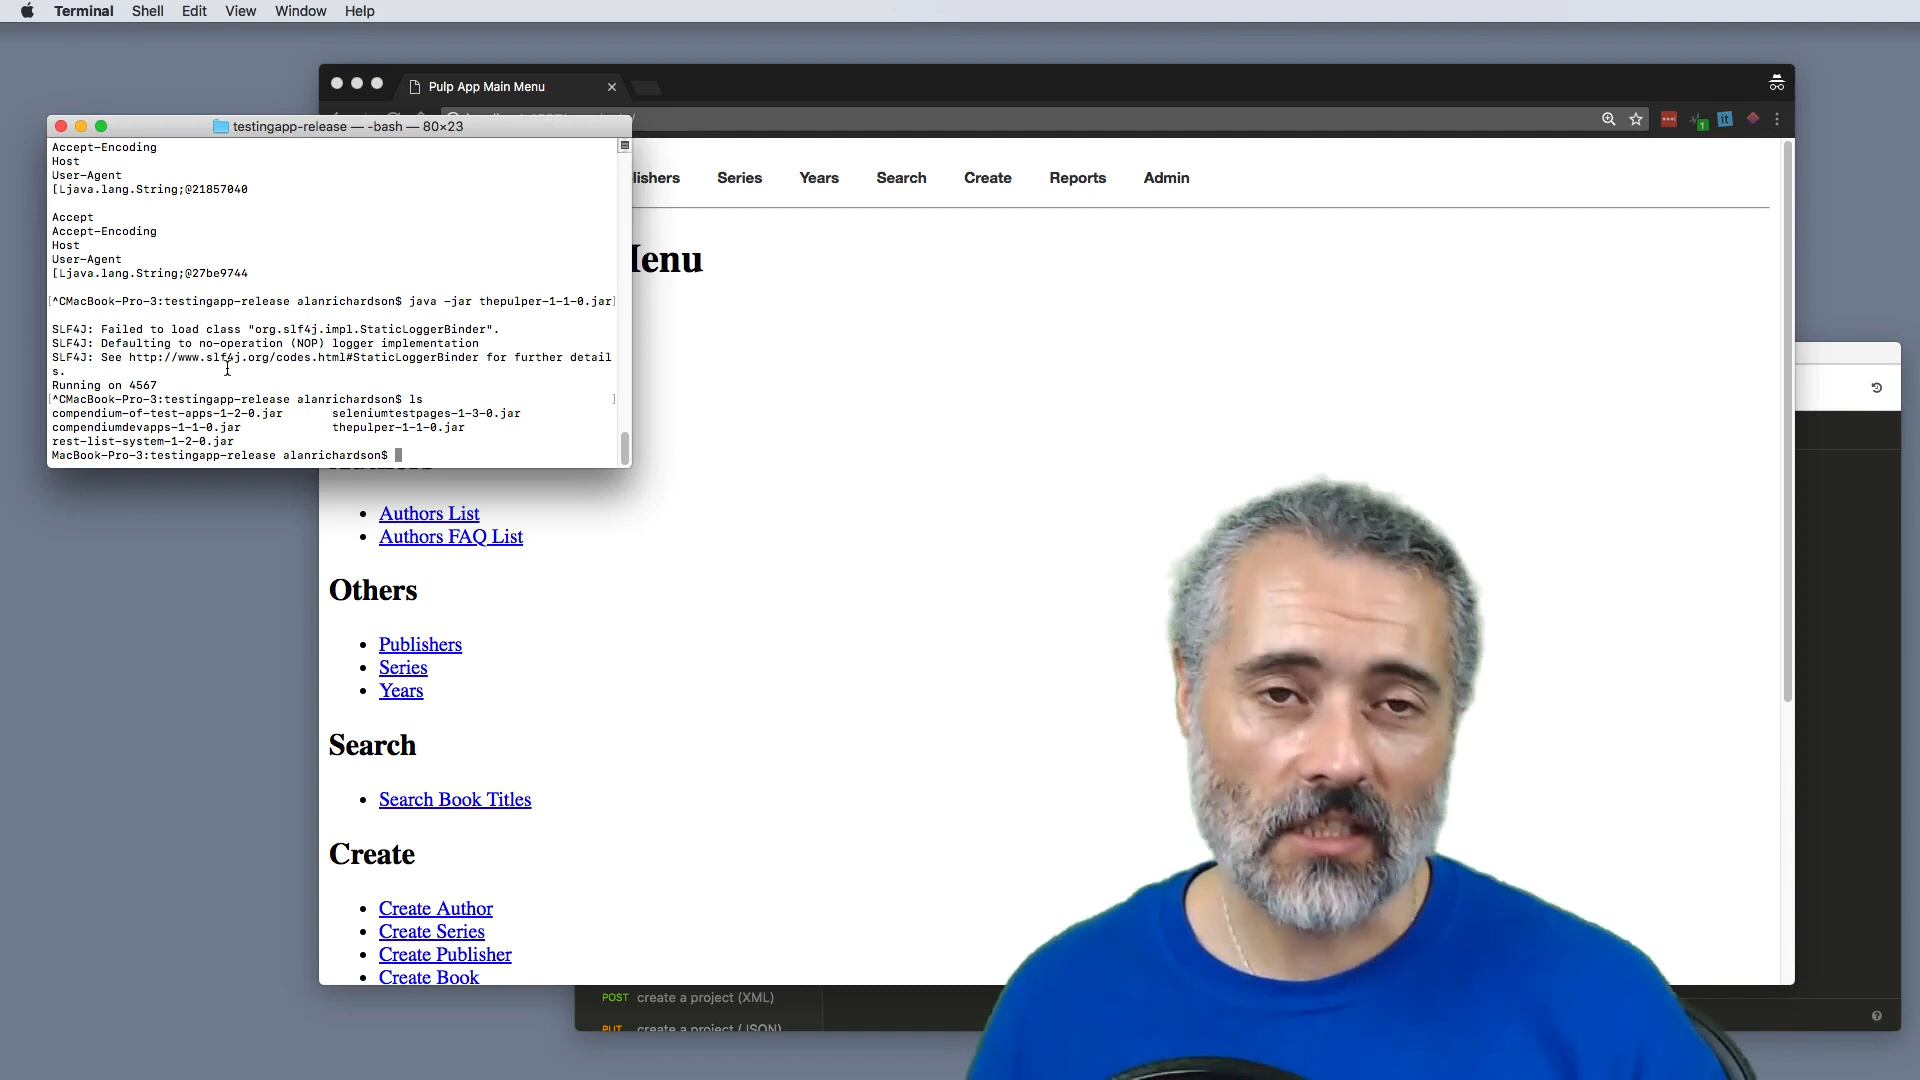 Terminal Shell Edit View Window Help
Pulp App Main Menu
testingapp-release — -bash — 80×23
Accept-Encoding
Host
User-Agent
[Ljava.lang.String;@21857040
Accept
Accept-Encoding
Host
User-Agent
[Ljava.lang.String;@27be9744
[^CMacBook-Pro-3:testingapp-release alanrichardson$ java -jar thepulper-1-1-0.jar]
SLF4J: Failed to load class "org.slf4j.impl.StaticLoggerBinder".
SLF4J: Defaulting to no-operation (NOP) logger implementation
SLF4J: See http://www.slf4j.org/codes.html#StaticLoggerBinder for further detail
s.
Running on 4567
[^CMacBook-Pro-3:testingapp-release alanrichardson$ ls ]
compendium-of-test-apps-1-2-0.jar seleniumtestpages-1-3-0.jar
compendiumdevapps-1-1-0.jar thepulper-1-1-0.jar
rest-list-system-1-2-0.jar
MacBook-Pro-3:testingapp-release alanrichardson$
lishers Series Years Search Create Reports Admin
Menu
Authors List
Authors FAQ List
Others
Publishers
Series
Years
Search
Search Book Titles
Create
Create Author
Create Series
Create Publisher
Create Book
POST create a project (XML)
PUT create a project (JSON)
1
it